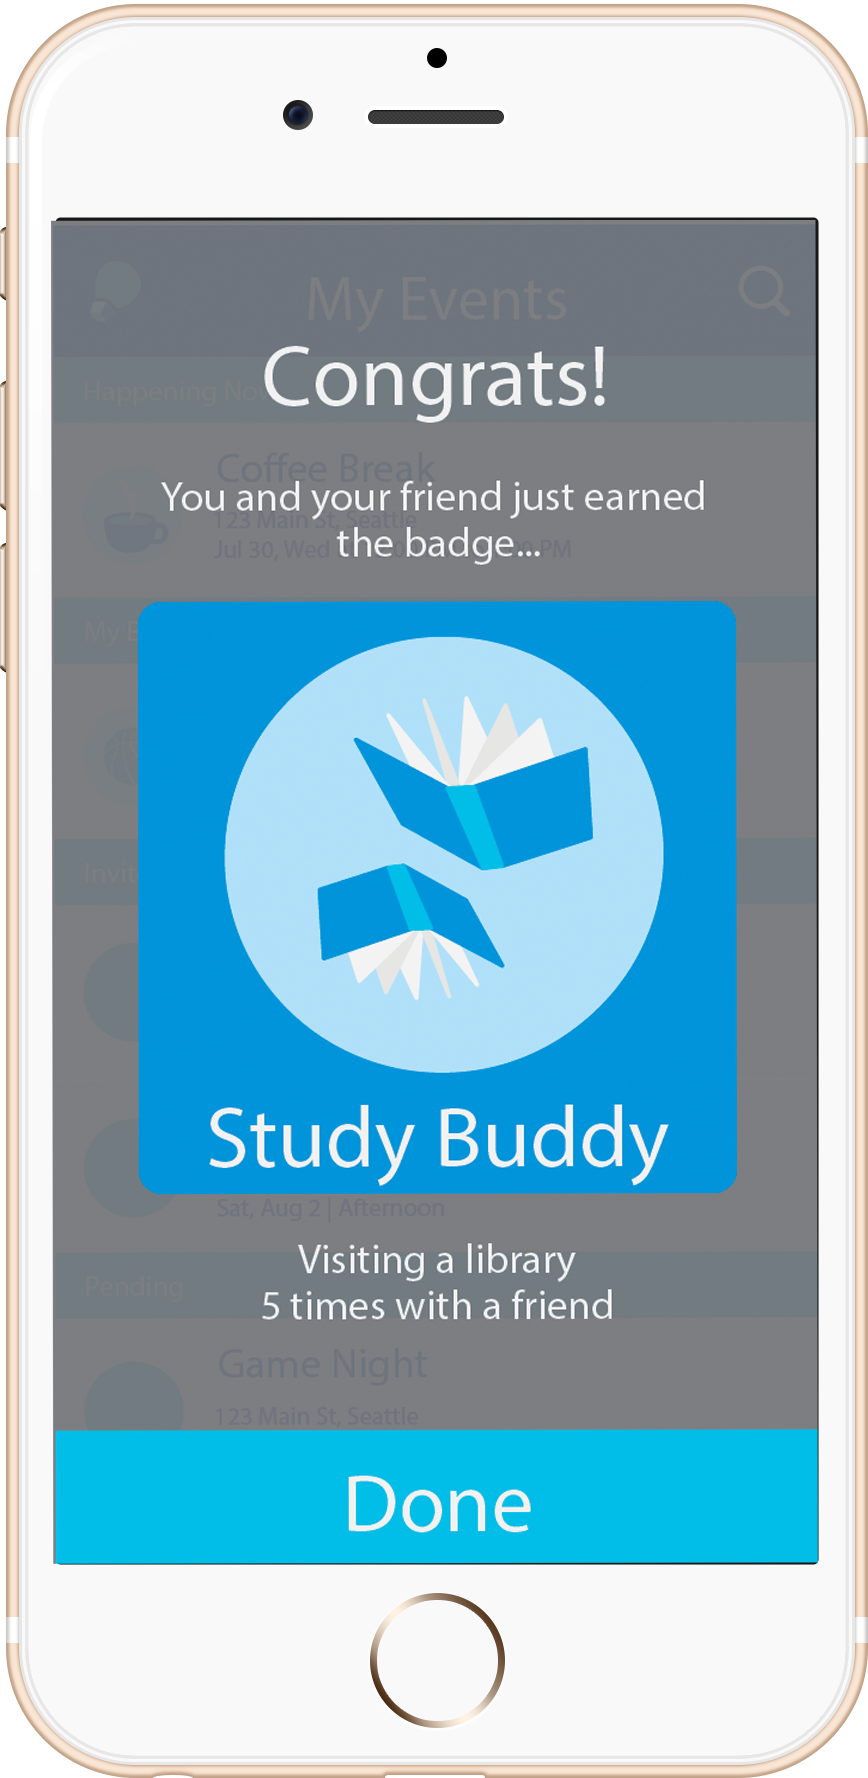 My Events
Congrats!
Happening
Coffee Break
You and your friend just earned
123 Main St, Seattle
the badge...
Jul 30, Wed PM
My
Study Buddy
Sat, Aug 2 | Afternoon
Visiting a library
Pending
5 times with a friend
Game Night
123 Main St, Seattle
Done